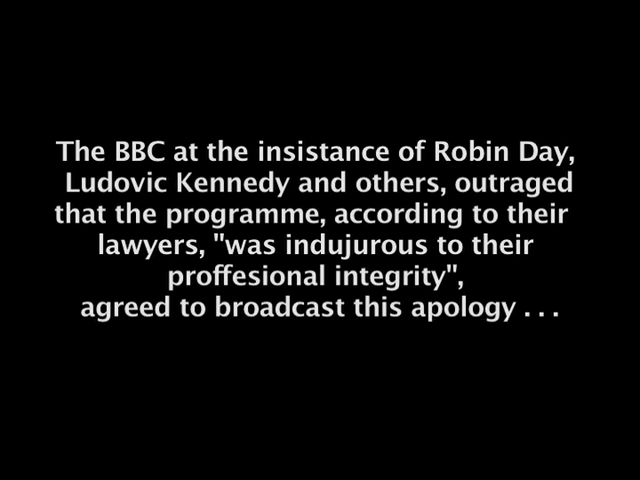 The BBC at the insistance of Robin Day,
Ludovic Kennedy and others, outraged
that the programme, according to their
lawyers, "was indujurous to their
proffesional integrity",
agreed to broadcast this apology . . .